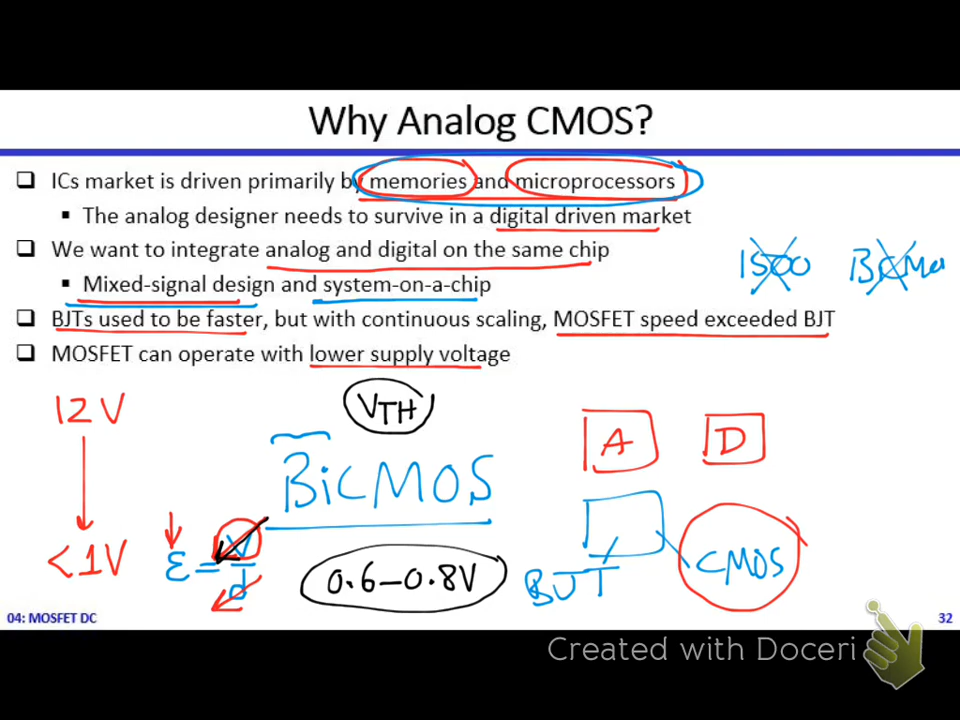 Why Analog CMOS?
ICs market is driven primarily by memories and microprocessors
The analog designer needs to survive in a digital driven market
We want to integrate analog and digital on the same chip
Mixed-signal design and system-on-a-chip
BJTs used to be faster, but with continuous scaling, MOSFET speed exceeded BJT
MOSFET can operate with lower supply voltage
12V
VTH
A
D
BiCMOS
<1V
ε = V/d
0.6-0.8V
BJT
CMOS
04: MOSFET DC
32
Created with Doceri